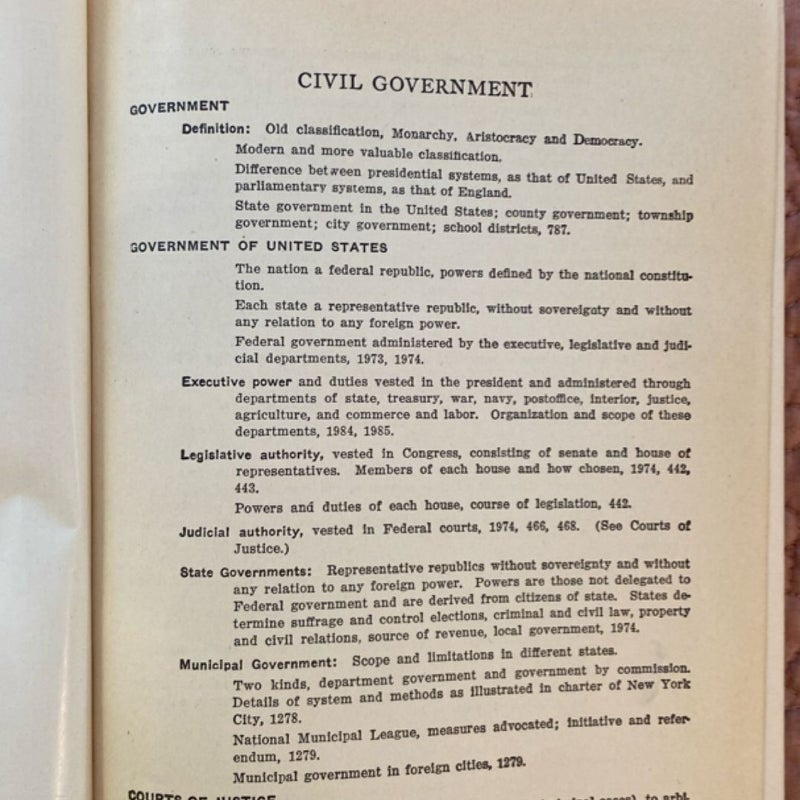 CIVIL GOVERNMENT
GOVERNMENT
Definition: Old classification, Monarchy, Aristocracy and Democracy.
Modern and more valuable classification.
Difference between presidential systems, as that of United States, and
parliamentary systems, as that of England.
State government in the United States; county government; township
government; city government; school districts, 787.
GOVERNMENT OF UNITED STATES
The nation a federal republic, powers defined by the national constitu-
tion.
Each state a representative republic, without sovereignty and without
any relation to any foreign power.
Federal government administered by the executive, legislative and judi-
cial departments, 1973, 1974.
Executive power and duties vested in the president and administered through
departments of state, treasury, war, navy, postoffice, interior, justice,
agriculture, and commerce and labor. Organization and scope of these
departments, 1984, 1985.
Legislative authority, vested in Congress, consisting of senate and house of
representatives. Members of each house and how chosen, 1974, 442,
443.
Powers and duties of each house, course of legislation, 442.
Judicial authority, vested in Federal courts, 1974, 466, 468. (See Courts of
Justice.)
State Governments: Representative republics without sovereignty and without
any relation to any foreign power. Powers are those not delegated to
Federal government and are derived from citizens of state. States de-
termine suffrage and control elections, criminal and civil law, property
and civil relations, source of revenue, local government, 1974.
Municipal Government: Scope and limitations in different states.
Two kinds, department government and government by commission.
Details of system and methods as illustrated in charter of New York
City, 1278.
National Municipal League, measures advocated; initiative and refer-
endum, 1279.
Municipal government in foreign cities, 1279.
COURTS OF JUSTICE
cases), to arbi-